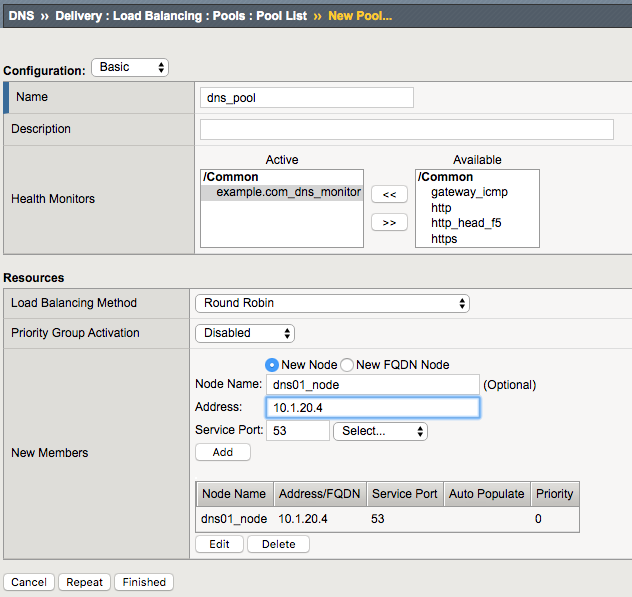 DNS ›› Delivery : Load Balancing : Pools : Pool List ›› New Pool...
Configuration: Basic
Name dns_pool
Description
Health Monitors
Active Available
/Common /Common
example.com_dns_monitor << gateway_icmp
http
>> http_head_f5
https
Resources
Load Balancing Method Round Robin
Priority Group Activation Disabled
New Members
New Node New FQDN Node
Node Name: dns01_node (Optional)
Address: 10.1.20.4
Service Port: 53 Select...
Add
Node Name Address/FQDN Service Port Auto Populate Priority
dns01_node 10.1.20.4 53 0
Edit Delete
Cancel Repeat Finished